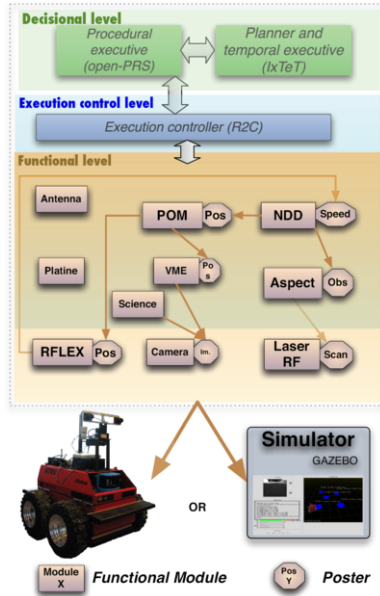 Decisional level
Procedural
executive
(open-PRS)
Planner and
temporal executive
(IxTeT)
Execution control level
Execution controller (R2C)
Functional level
Antenna
POM
Pos
NDD
Speed
Platine
VME
Po
s
Aspect
Obs
Science
RFLEX
Pos
Camera
Im.
Laser
RF
Scan
Simulator
GAZEBO
OR
Module
X
Functional Module
Pos
Y
Poster